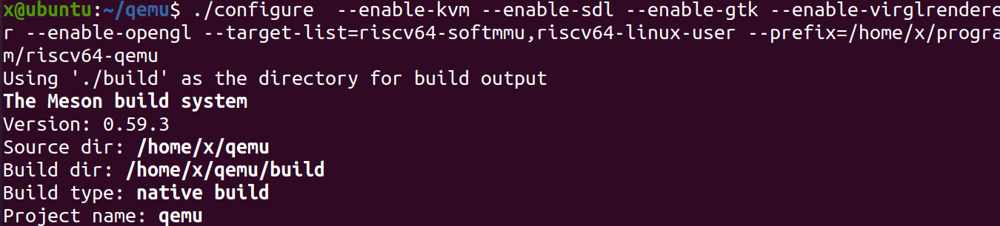 x@ubuntu:~/qemu$ ./configure  --enable-kvm --enable-sdl --enable-gtk --enable-virglrendere
r --enable-opengl --target-list=riscv64-softmmu,riscv64-linux-user --prefix=/home/x/progra
m/riscv64-qemu
Using './build' as the directory for build output
The Meson build system
Version: 0.59.3
Source dir: /home/x/qemu
Build dir: /home/x/qemu/build
Build type: native build
Project name: qemu